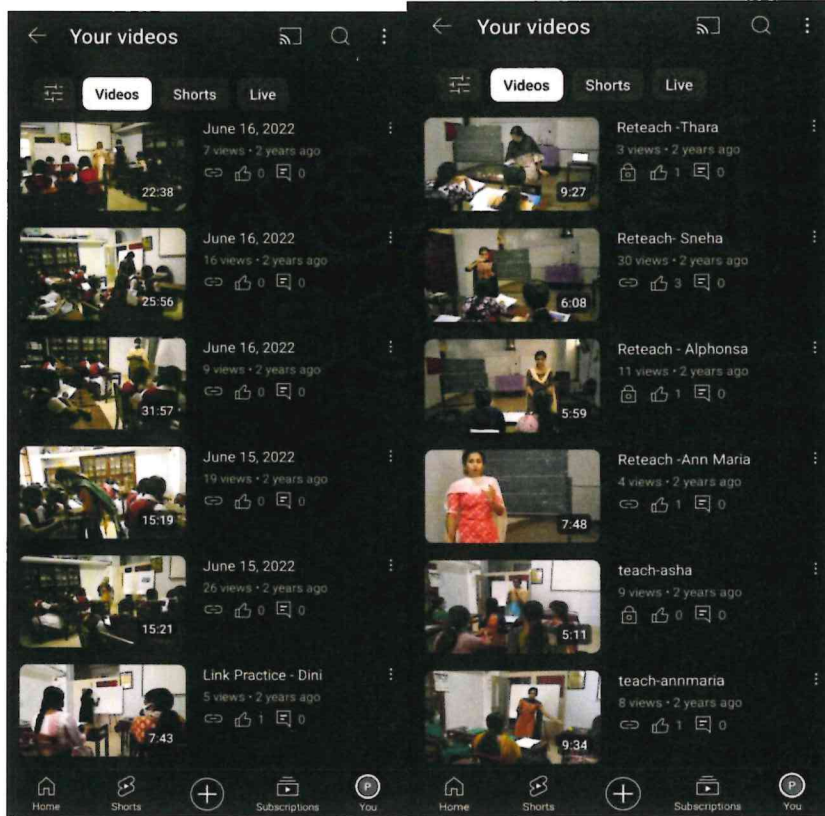 Your videos
Videos Shorts Live
22:38
June 16, 2022
7 views • 2 years ago
0 0
25:56
June 16, 2022
16 views • 2 years ago
0 0
31:57
June 16, 2022
9 views • 2 years ago
0 0
15:19
June 15, 2022
19 views • 2 years ago
0 0
15:21
June 15, 2022
26 views • 2 years ago
0 0
7:43
Link Practice - Dini
5 views • 2 years ago
1 0
Home Shorts Subscriptions P You
Your videos
Videos Shorts Live
9:27
Reteach -Thara
3 views • 2 years ago
1 0
6:08
Reteach- Sneha
30 views • 2 years ago
3 0
5:59
Reteach - Alphonsa
11 views • 2 years ago
1 0
7:48
Reteach -Ann Maria
4 views • 2 years ago
1 0
5:11
teach-asha
9 views • 2 years ago
0 0
9:34
teach-annmaria
8 views • 2 years ago
1 0
Home Shorts Subscriptions P You